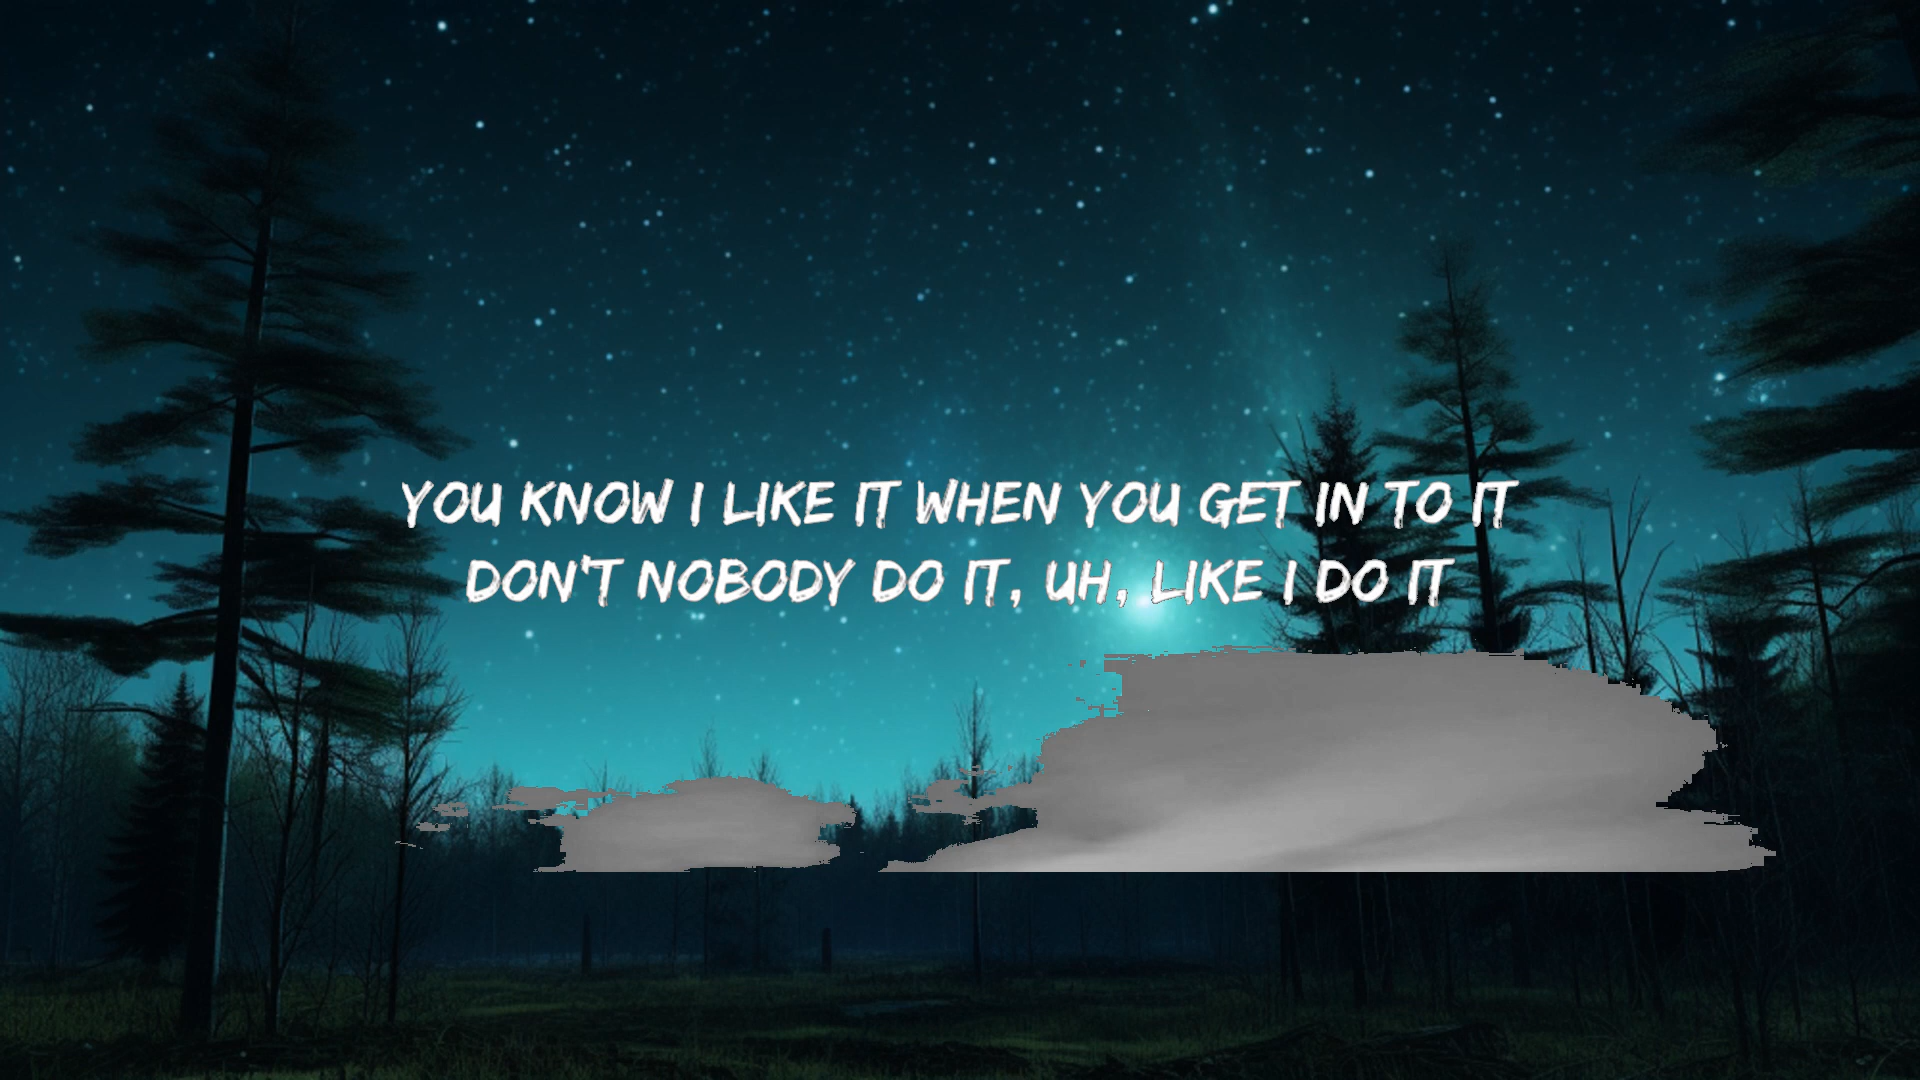 YOU KNOW I LIKE IT WHEN YOU GET IN TO IT
DON'T NOBODY DO IT, UH, LIKE I DO IT